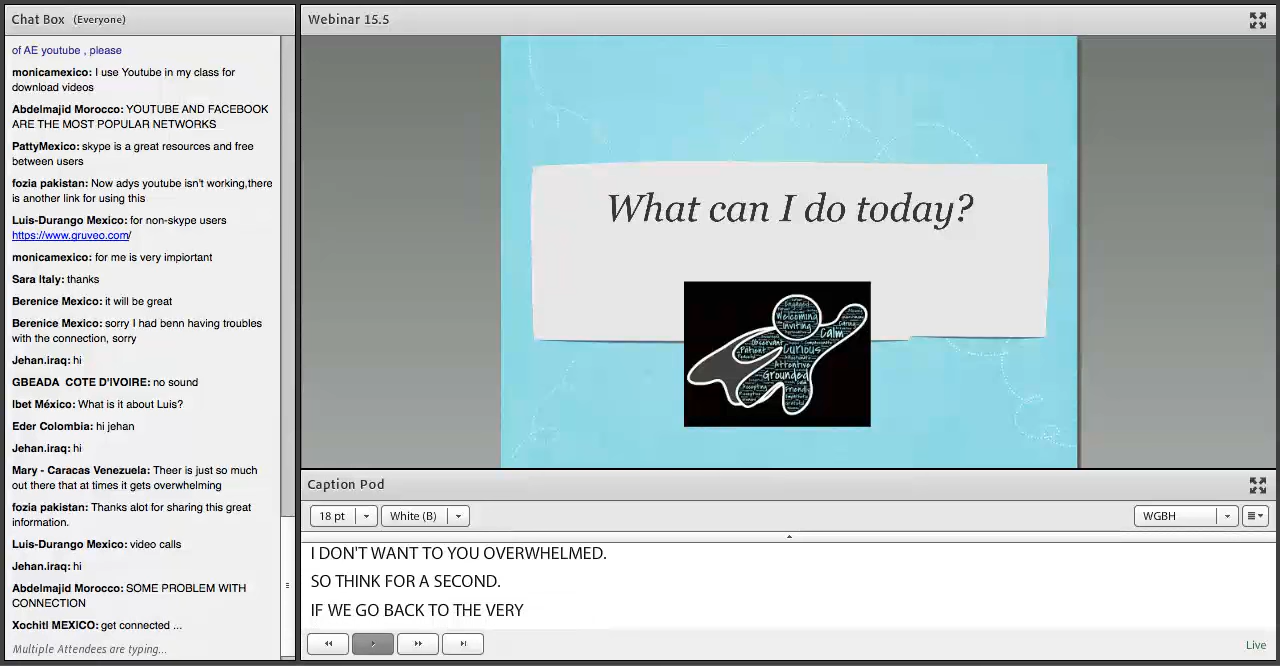 Chat Box (Everyone)
of AE youtube , please
monicamexico: I use Youtube in my class for
download videos
Abdelmajid Morocco: YOUTUBE AND FACEBOOK
ARE THE MOST POPULAR NETWORKS
PattyMexico: skype is a great resources and free
between users
fozia pakistan: Now adys youtube isn't working,there
is another link for using this
Luis-Durango Mexico: for non-skype users
https://www.gruveo.com/
monicamexico: for me is very impiortant
Sara Italy: thanks
Berenice Mexico: it will be great
Berenice Mexico: sorry I had benn having troubles
with the connection, sorry
Jehan.iraq: hi
GBEADA COTE D'IVOIRE: no sound
Ibet México: What is it about Luis?
Eder Colombia: hi jehan
Jehan.iraq: hi
Mary - Caracas Venezuela: Theer is just so much
out there that at times it gets overwhelming
fozia pakistan: Thanks alot for sharing this great
information.
Luis-Durango Mexico: video calls
Jehan.iraq: hi
Abdelmajid Morocco: SOME PROBLEM WITH
CONNECTION
Xochitl MEXICO: get connected ...
Multiple Attendees are typing...
Webinar 15.5
What can I do today?
Engaged
Welcoming
Inviting
Calm
Caring
Observant
Patient
Curious
Attentive
Grounded
Friendly
Accepting
Caption Pod
18 pt
White (B)
WGBH
I DON'T WANT TO YOU OVERWHELMED.
SO THINK FOR A SECOND.
IF WE GO BACK TO THE VERY
Live